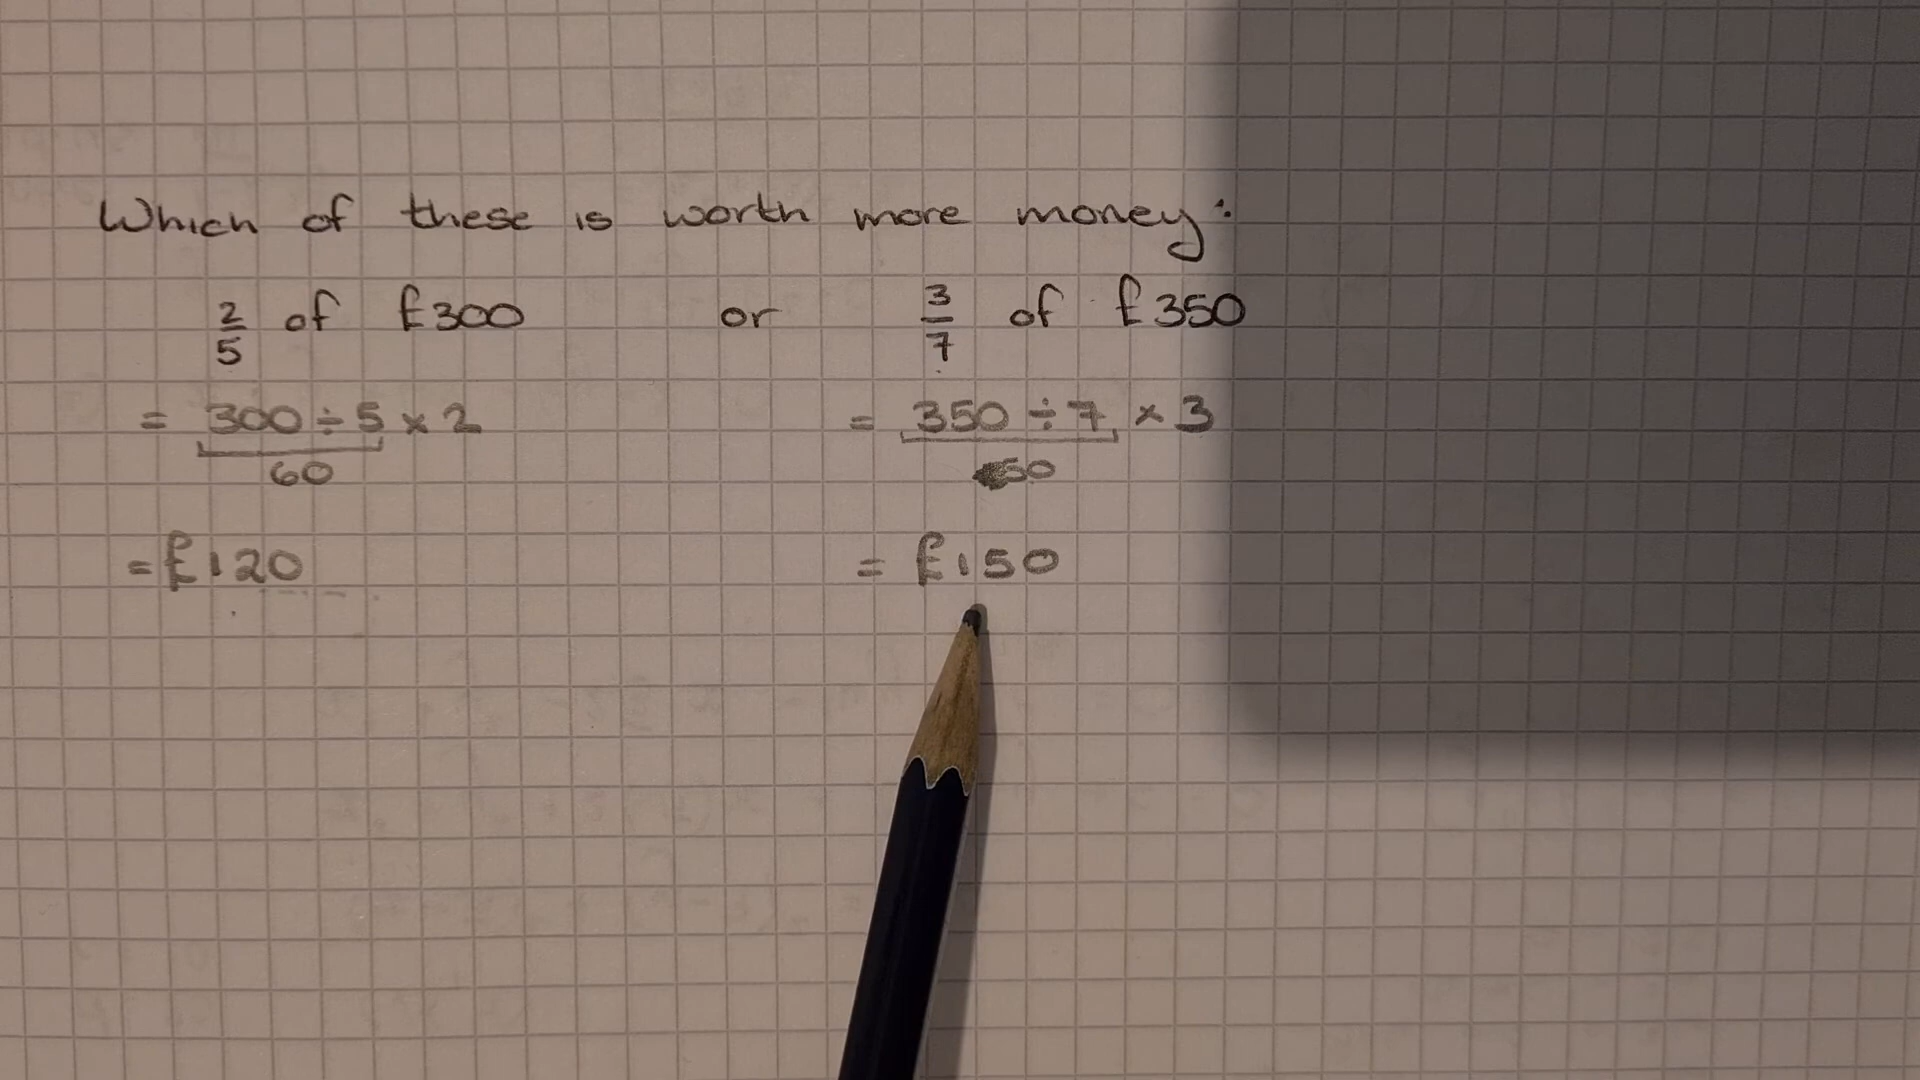 Which of these is worth more money:
2/5 of £300 or 3/7 of £350
= 300 ÷ 5 × 2 = 350 ÷ 7 × 3
60 50
= £120 = £150